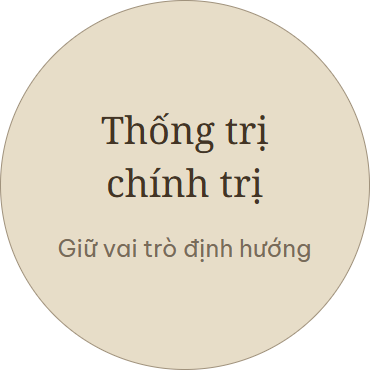 Thống trị
chính trị
Giữ vai trò định hướng